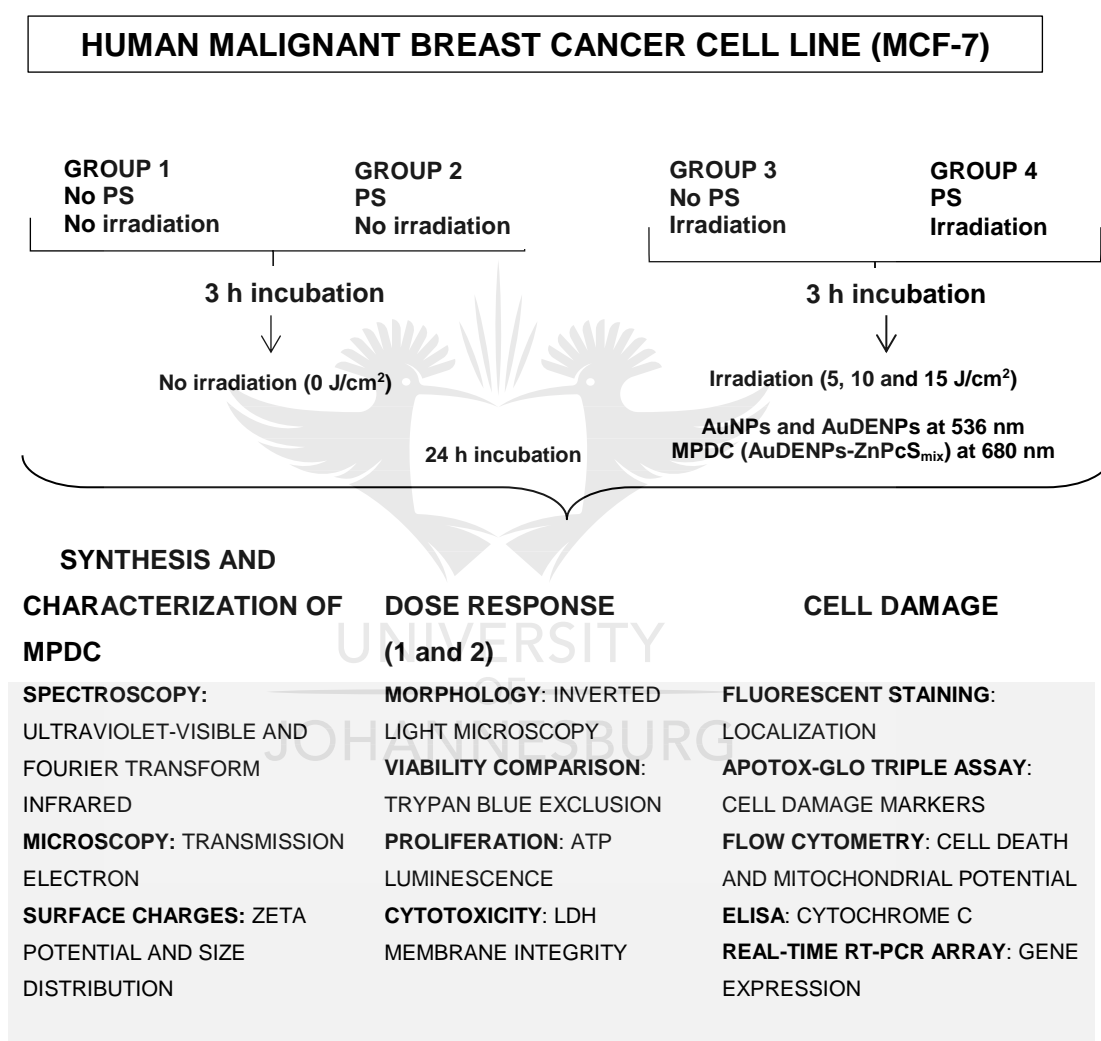 HUMAN MALIGNANT BREAST CANCER CELL LINE (MCF-7)
GROUP 1
No PS
No irradiation
GROUP 2
PS
No irradiation
GROUP 3
No PS
Irradiation
GROUP 4
PS
Irradiation
3 h incubation
3 h incubation
No irradiation (0 J/cm²)
Irradiation (5, 10 and 15 J/cm²)
AuNPs and AuDENPs at 536 nm
MPDC (AuDENPs-ZnPcSmix) at 680 nm
24 h incubation
SYNTHESIS AND
CHARACTERIZATION OF
MPDC
SPECTROSCOPY:
ULTRAVIOLET-VISIBLE AND
FOURIER TRANSFORM
INFRARED
MICROSCOPY: TRANSMISSION
ELECTRON
SURFACE CHARGES: ZETA
POTENTIAL AND SIZE
DISTRIBUTION
DOSE RESPONSE
(1 and 2)
MORPHOLOGY: INVERTED
LIGHT MICROSCOPY
VIABILITY COMPARISON:
TRYPAN BLUE EXCLUSION
PROLIFERATION: ATP
LUMINESCENCE
CYTOTOXICITY: LDH
MEMBRANE INTEGRITY
CELL DAMAGE
FLUORESCENT STAINING:
LOCALIZATION
APOTOX-GLO TRIPLE ASSAY:
CELL DAMAGE MARKERS
FLOW CYTOMETRY: CELL DEATH
AND MITOCHONDRIAL POTENTIAL
ELISA: CYTOCHROME C
REAL-TIME RT-PCR ARRAY: GENE
EXPRESSION
UNIVERSITY
OF
JOHANNESBURG